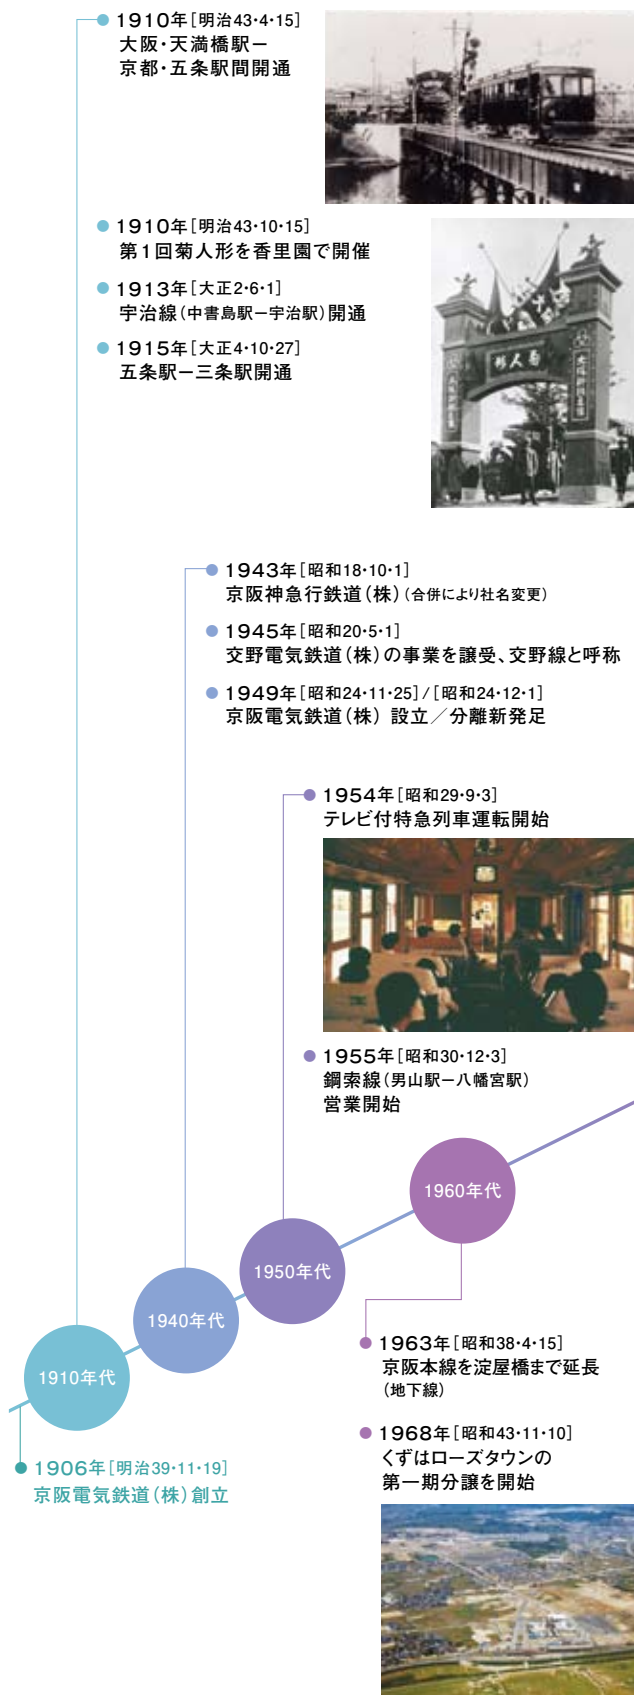 1910年[明治43・4・15]
大阪・天満橋駅ー
京都・五条駅間開通
1910年[明治43・10・15]
第1回菊人形を香里園で開催
1913年[大正2・6・1]
宇治線(中書島駅ー宇治駅)開通
1915年[大正4・10・27]
五条駅ー三条駅開通
菊人形
1943年[昭和18・10・1]
京阪神急行鉄道(株)(合併により社名変更)
1945年[昭和20・5・1]
交野電気鉄道(株)の事業を譲受、交野線と呼称
1949年[昭和24・11・25]/[昭和24・12・1]
京阪電気鉄道(株) 設立／分離新発足
1954年[昭和29・9・3]
テレビ付特急列車運転開始
1955年[昭和30・12・3]
鋼索線(男山駅ー八幡宮駅)
営業開始
1960年代
1950年代
1940年代
1910年代
1963年[昭和38・4・15]
京阪本線を淀屋橋まで延長
(地下線)
1968年[昭和43・11・10]
くずはローズタウンの
第一期分譲を開始
1906年[明治39・11・19]
京阪電気鉄道(株)創立